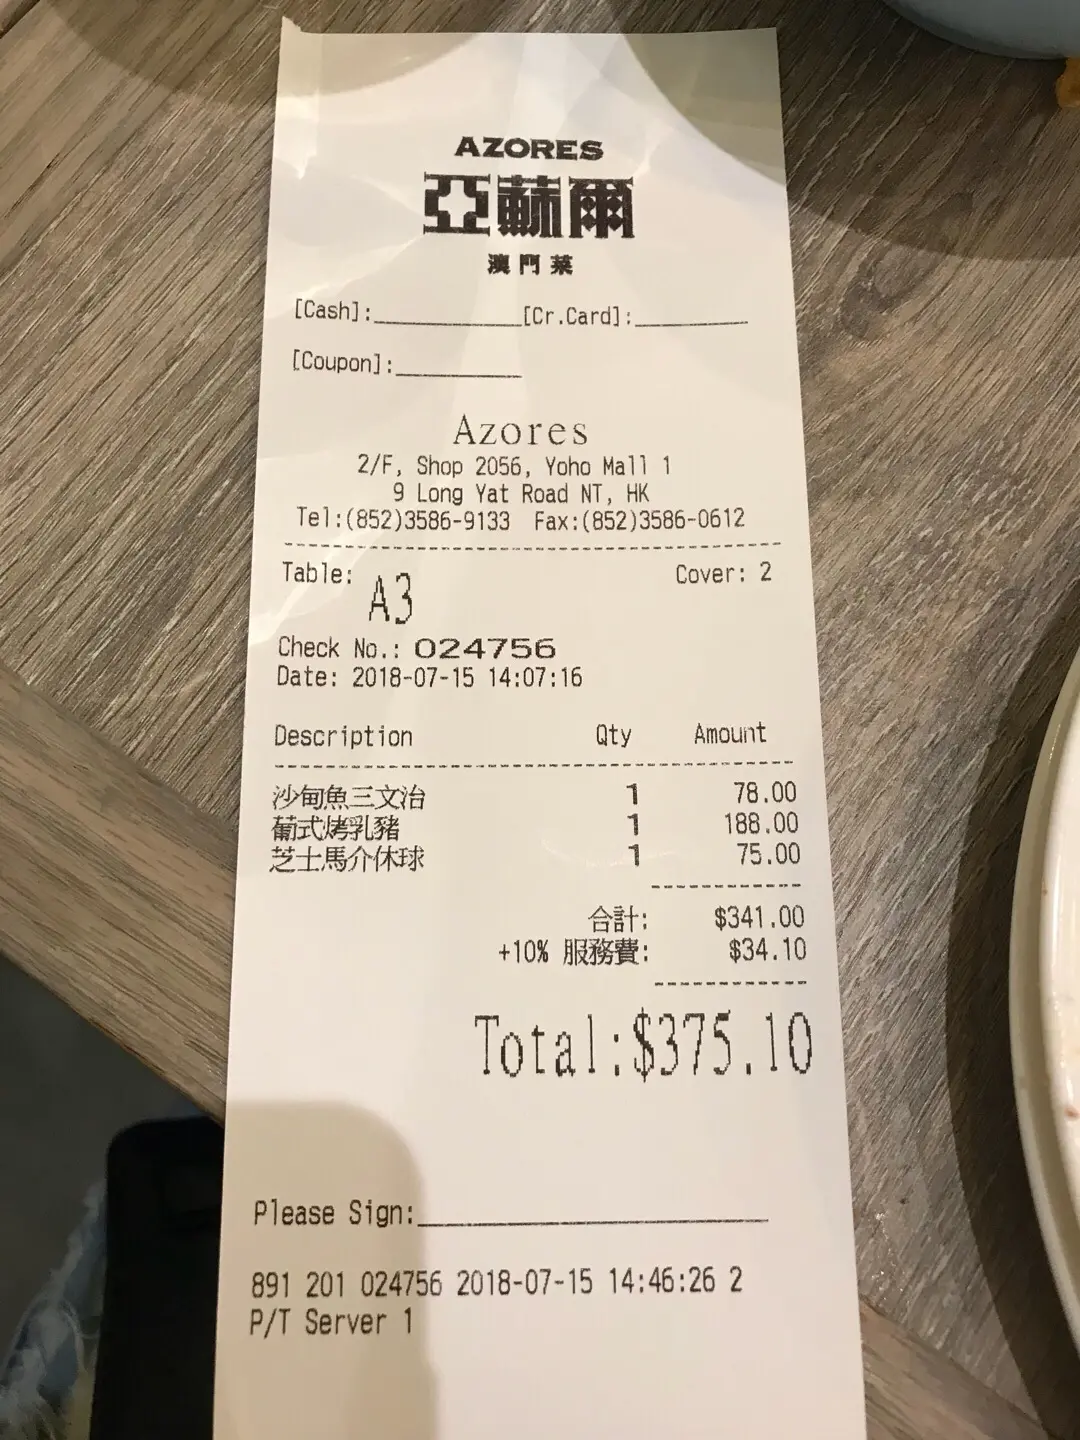 AZORES
亞蘇爾
澳門菜
[Cash]:____________[Cr.Card]:_________
[Coupon]:__________
Azores
2/F, Shop 2056, Yoho Mall 1
9 Long Yat Road NT, HK
Tel:(852)3586-9133 Fax:(852)3586-0612
Table: A3 Cover: 2
Check No.: 024756
Date: 2018-07-15 14:07:16
Description Qty Amount
沙甸魚三文治 1 78.00
葡式烤乳豬 1 188.00
芝士馬介休球 1 75.00
合計: $341.00
+10% 服務費: $34.10
Total:$375.10
Please Sign:______________________
891 201 024756 2018-07-15 14:46:26 2
P/T Server 1